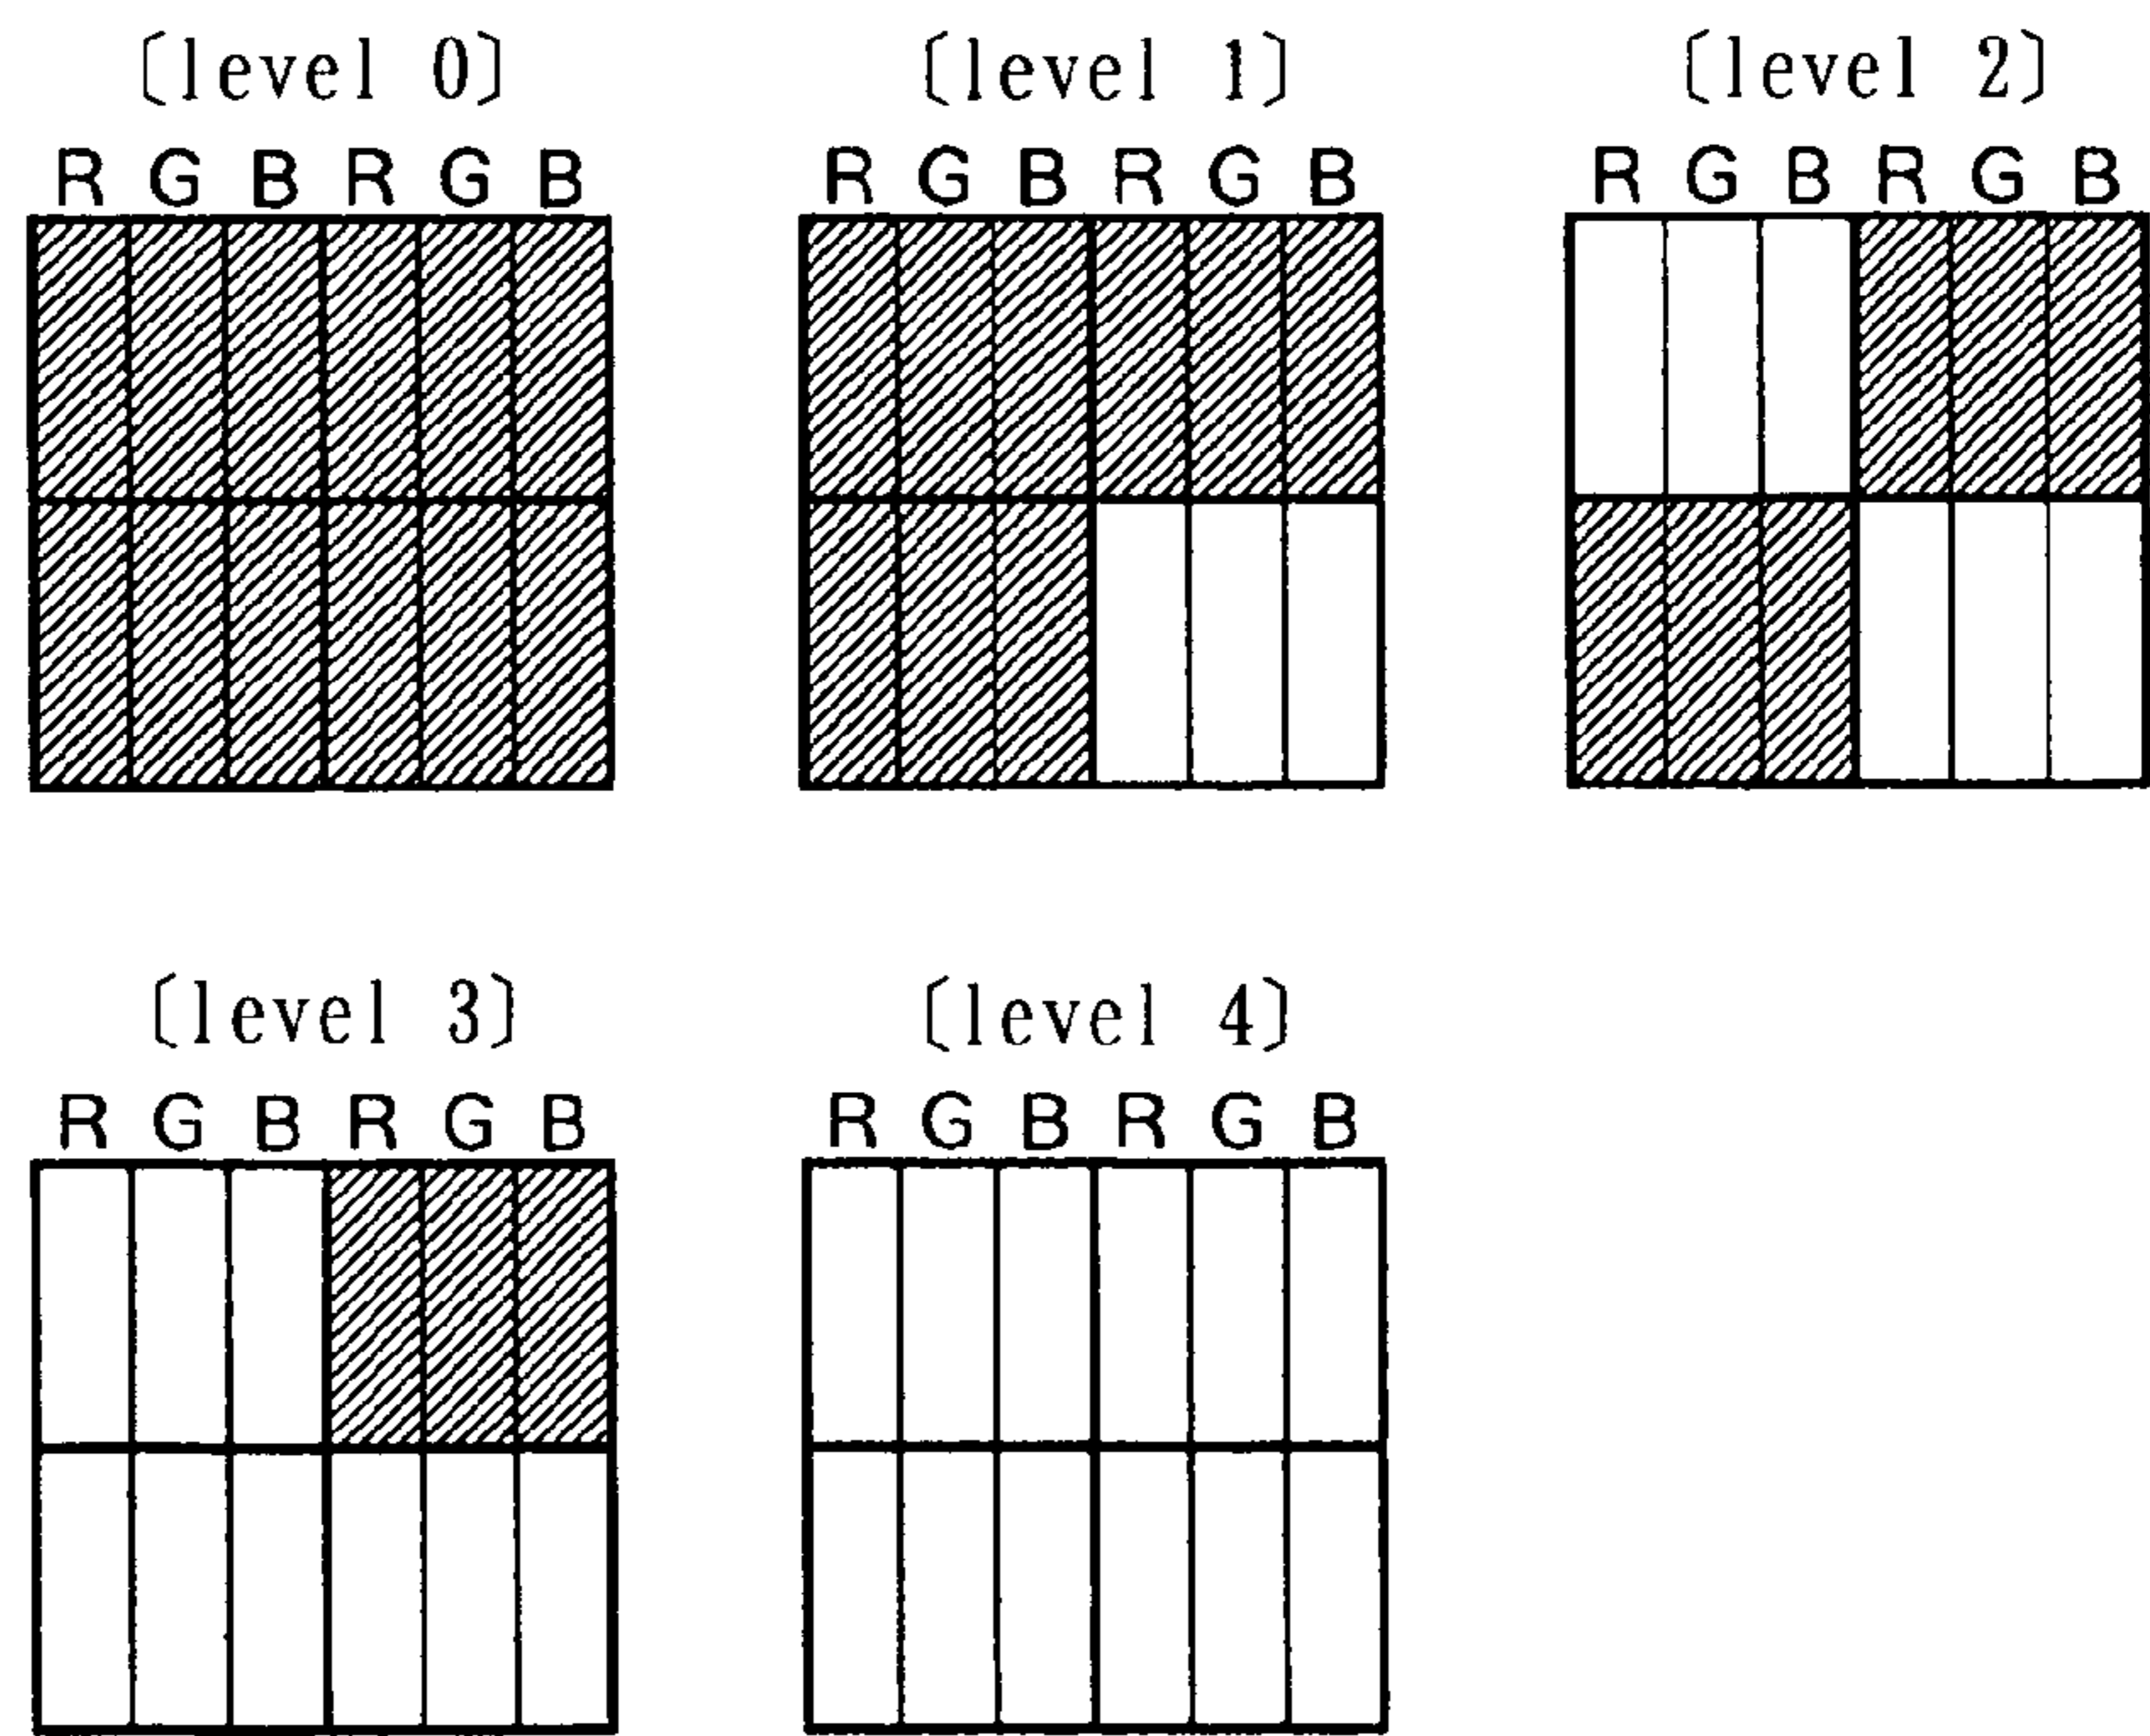 〔level 0〕 〔level 1〕 〔level 2〕
R G B R G B R G B R G B R G B R G B
〔level 3〕 〔level 4〕
R G B R G B R G B R G B